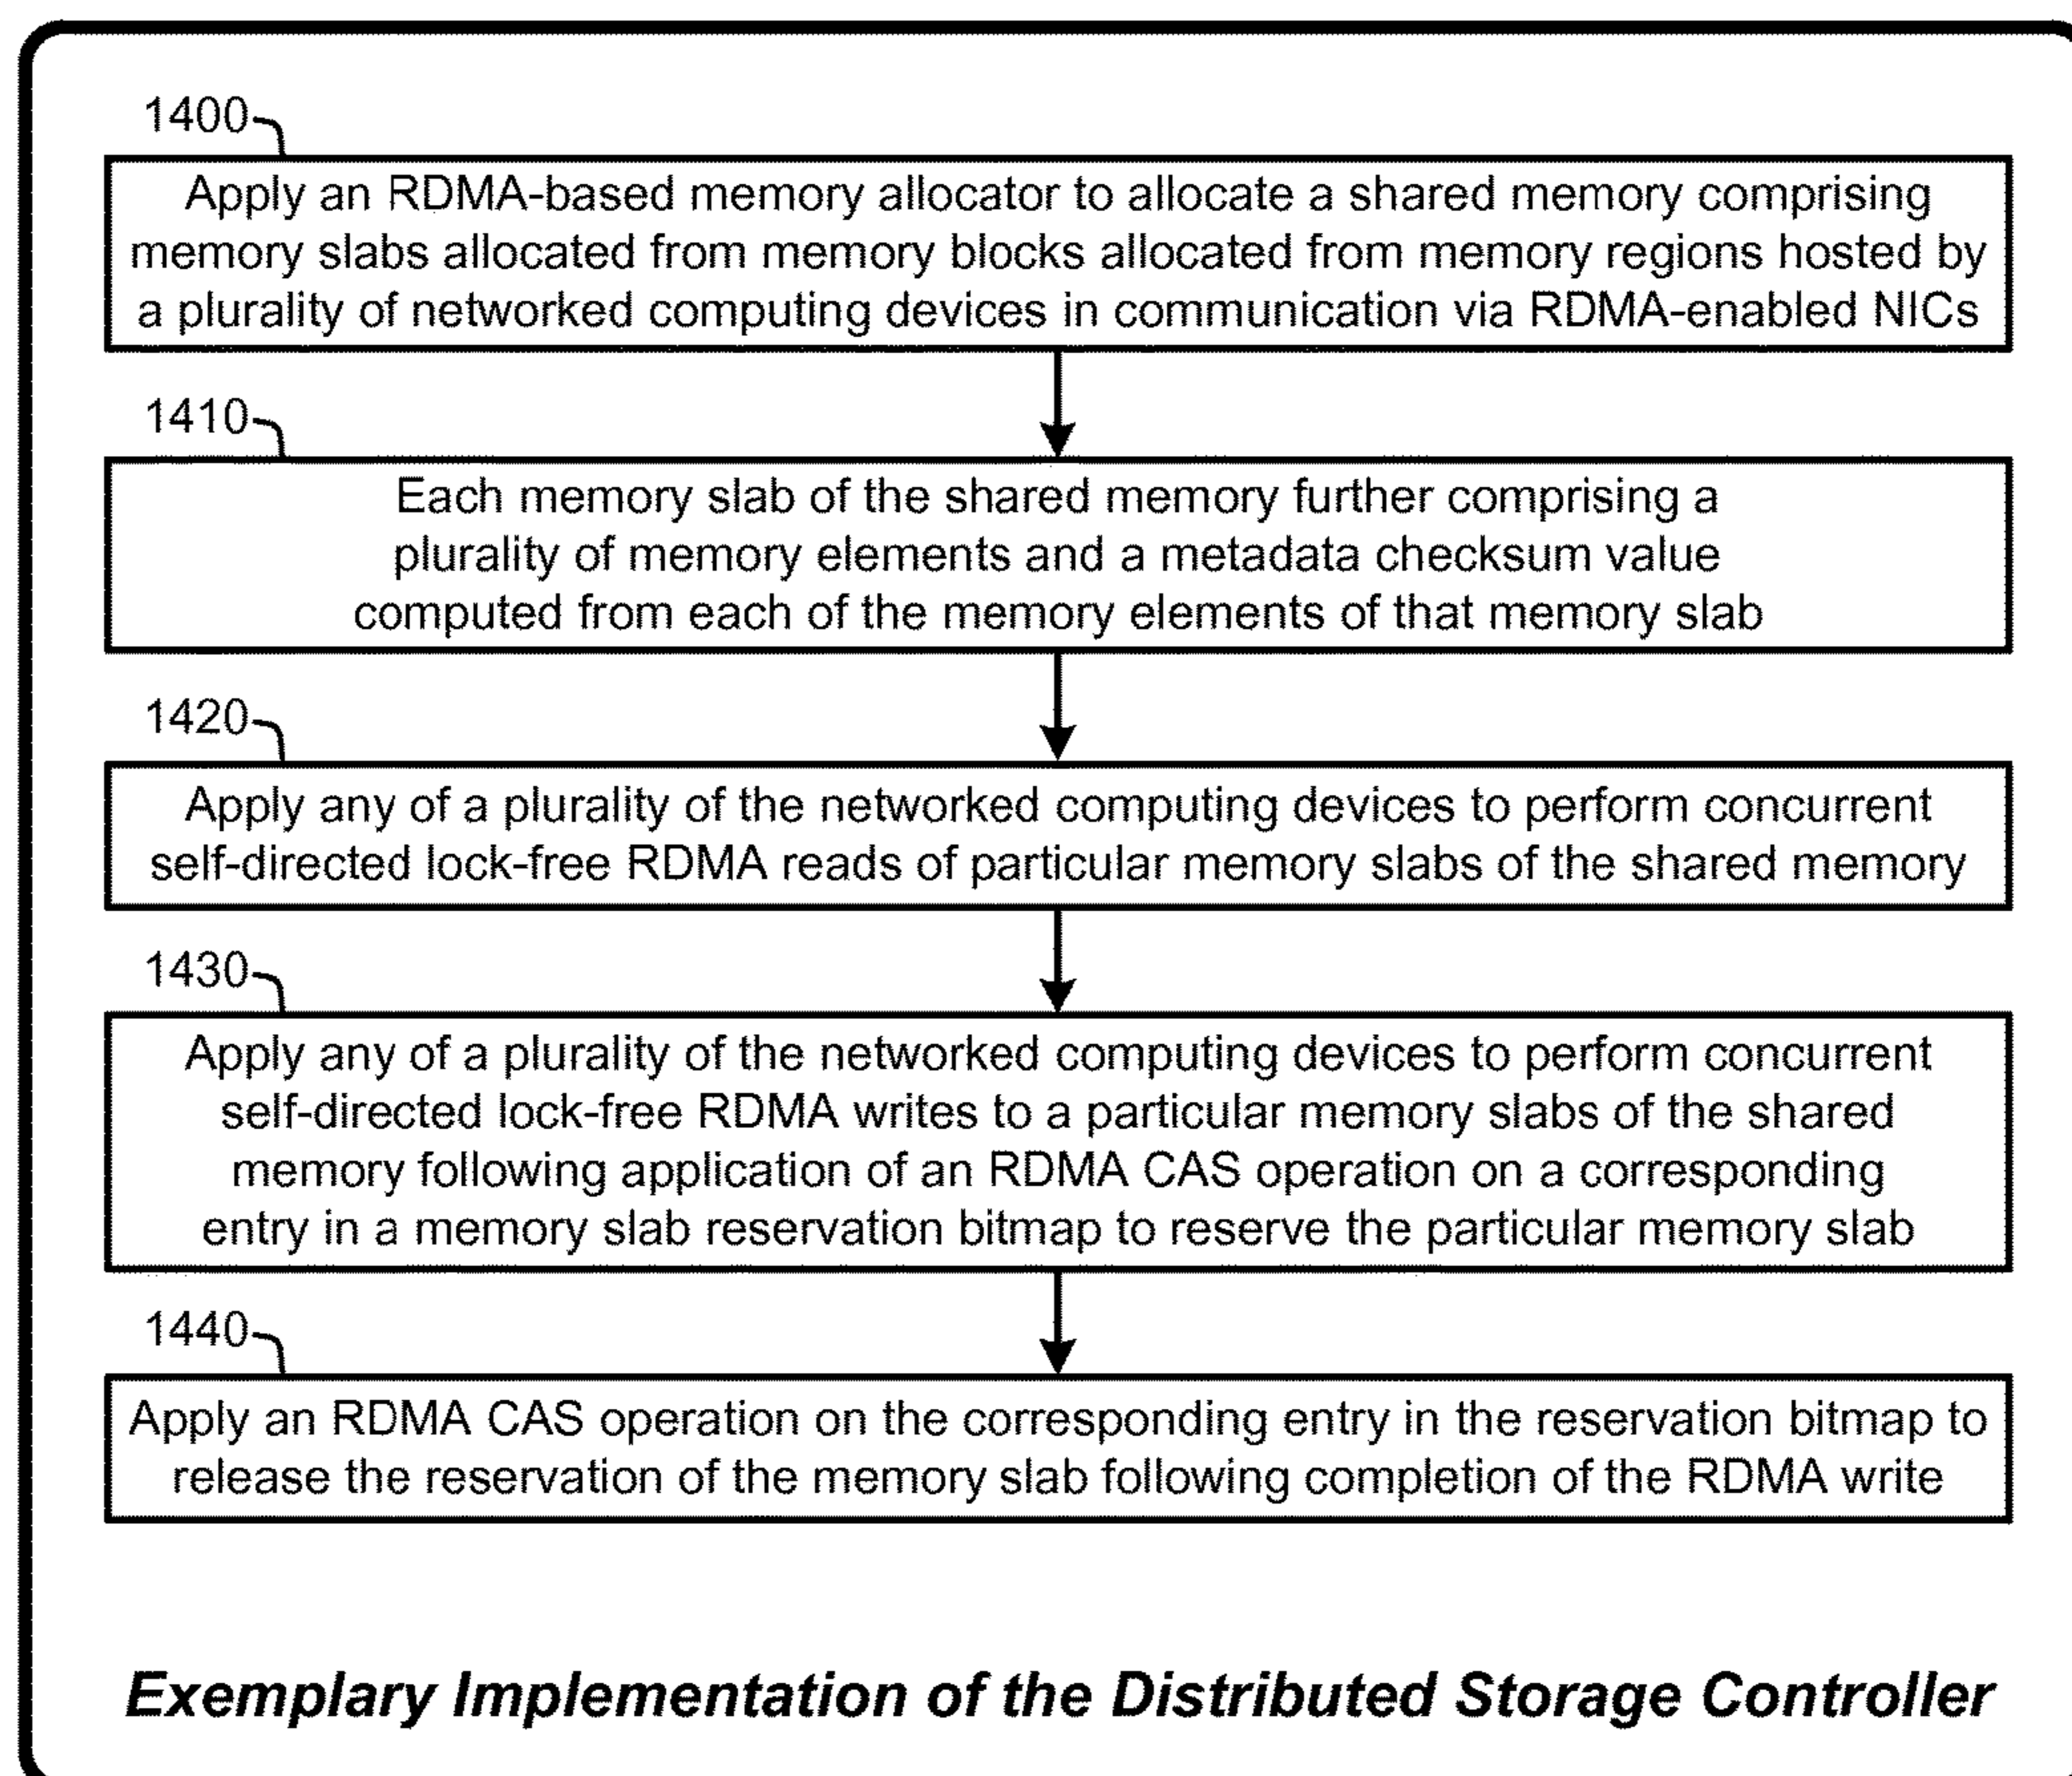 1400
Apply an RDMA-based memory allocator to allocate a shared memory comprising
memory slabs allocated from memory blocks allocated from memory regions hosted by
a plurality of networked computing devices in communication via RDMA-enabled NICs
1410
Each memory slab of the shared memory further comprising a
plurality of memory elements and a metadata checksum value
computed from each of the memory elements of that memory slab
1420
Apply any of a plurality of the networked computing devices to perform concurrent
self-directed lock-free RDMA reads of particular memory slabs of the shared memory
1430
Apply any of a plurality of the networked computing devices to perform concurrent
self-directed lock-free RDMA writes to a particular memory slabs of the shared
memory following application of an RDMA CAS operation on a corresponding
entry in a memory slab reservation bitmap to reserve the particular memory slab
1440
Apply an RDMA CAS operation on the corresponding entry in the reservation bitmap to
release the reservation of the memory slab following completion of the RDMA write
Exemplary Implementation of the Distributed Storage Controller